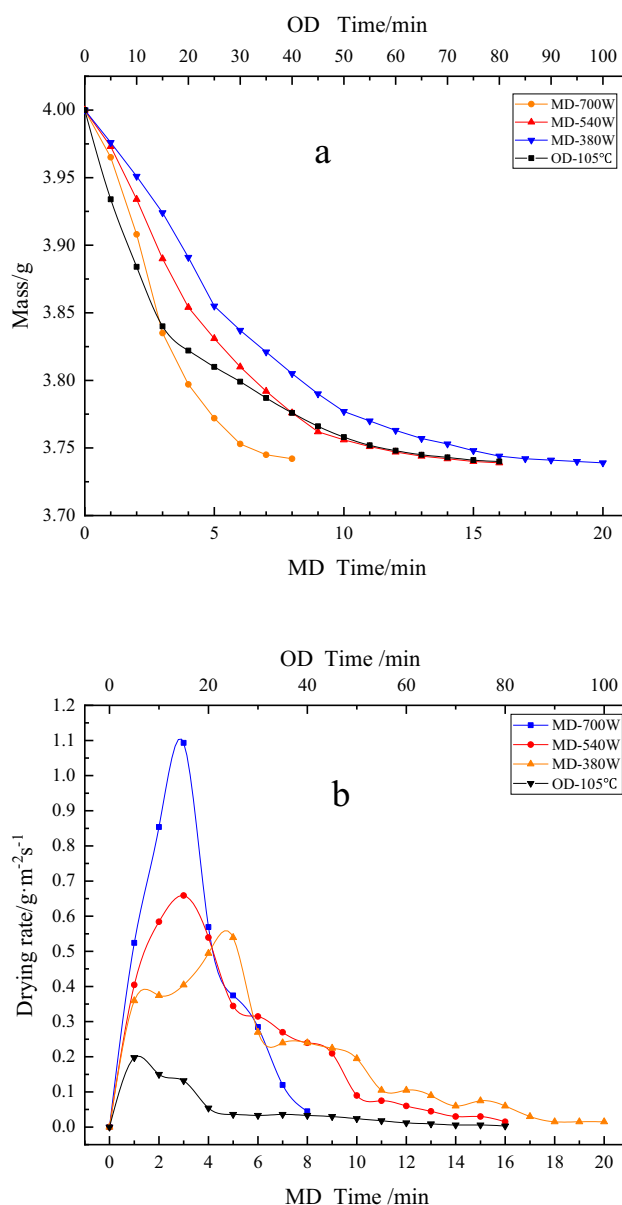 OD Time/min
0 10 20 30 40 50 60 70 80 90 100
4.00
3.95
3.90
3.85
3.80
3.75
3.70
Mass/g
a
MD-700W
MD-540W
MD-380W
OD-105℃
0 5 10 15 20
MD Time/min
OD Time /min
0 20 40 60 80 100
1.2
1.1
1.0
0.9
0.8
0.7
0.6
0.5
0.4
0.3
0.2
0.1
0.0
Drying rate/g·m⁻²s⁻¹
b
MD-700W
MD-540W
MD-380W
OD-105℃
0 2 4 6 8 10 12 14 16 18 20
MD Time /min